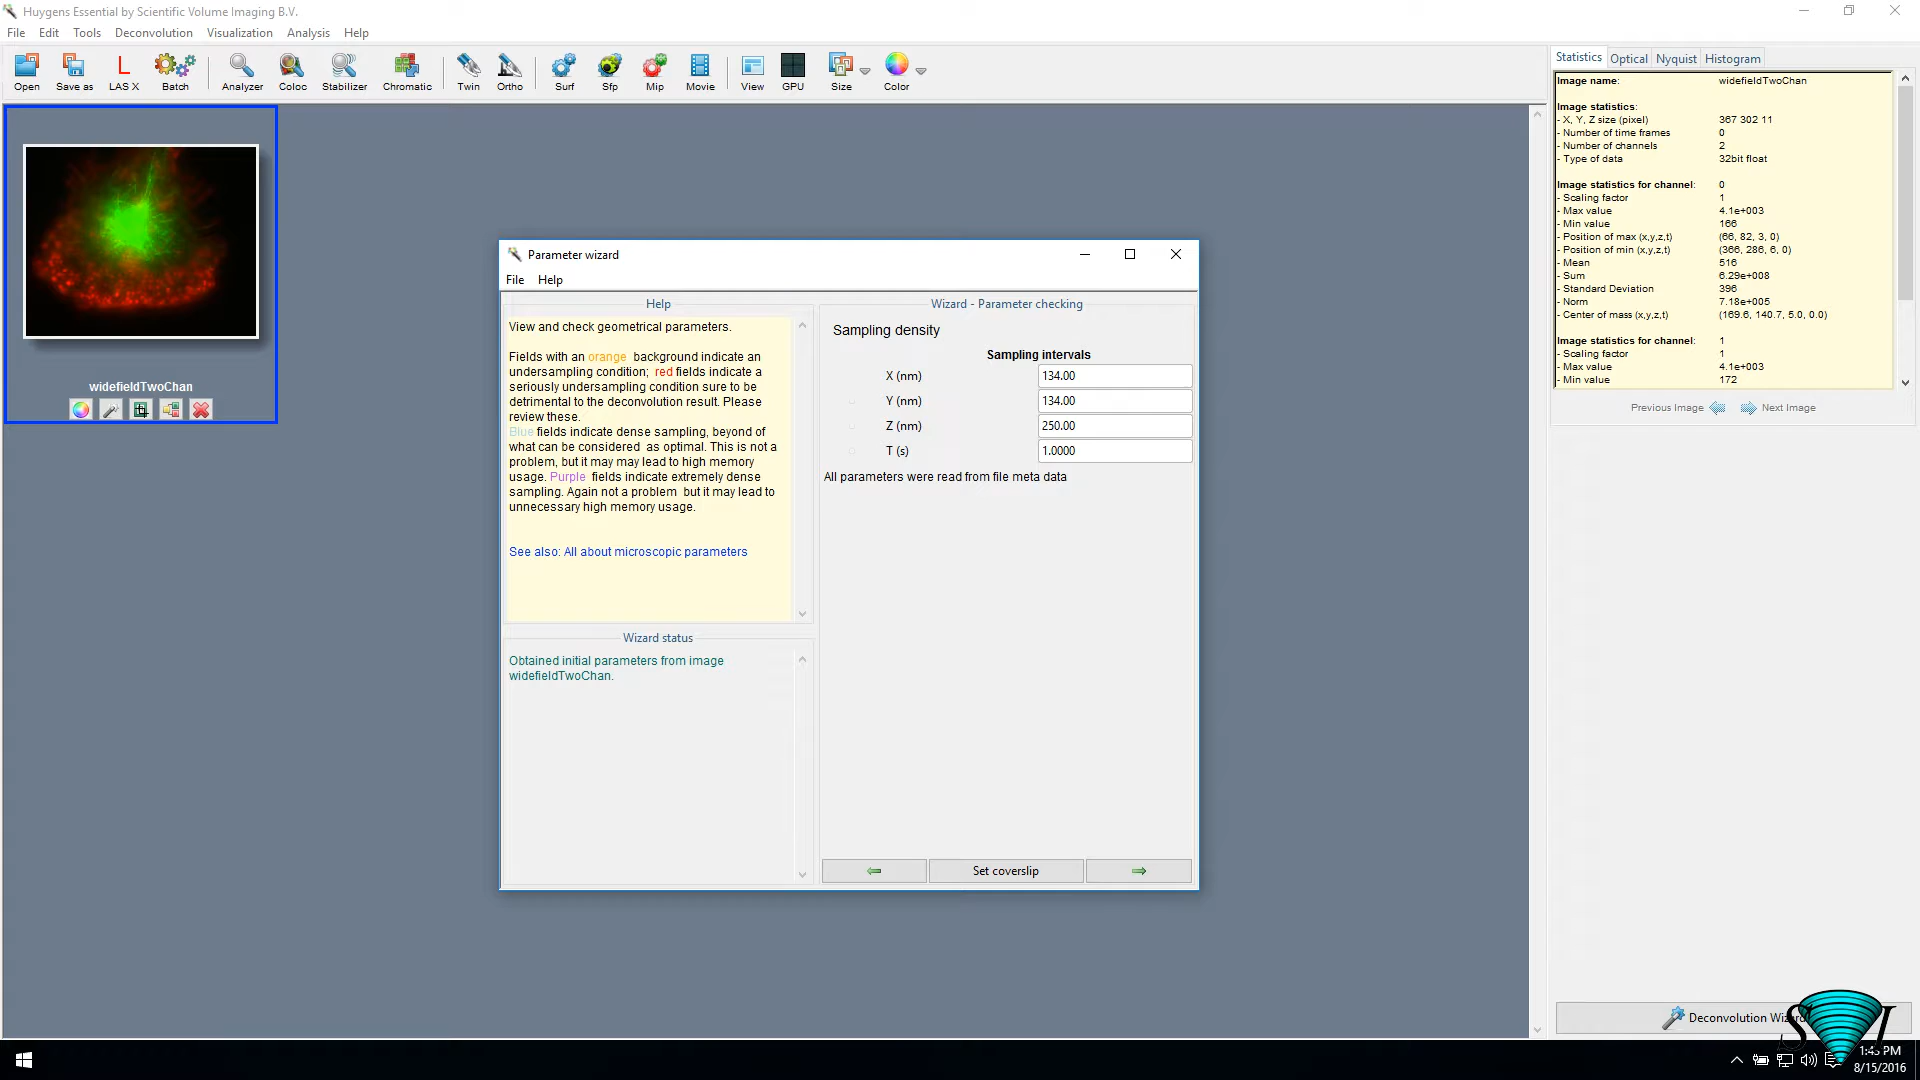 Huygens Essential by Scientific Volume Imaging B.V.
File Edit Tools Deconvolution Visualization Analysis Help
Open Save as LAS X Batch Analyzer Coloc Stabilizer Chromatic Twin Ortho Surf Sfp Mip Movie View GPU Size Color
widefieldTwoChan
Parameter wizard
File Help
Help
View and check geometrical parameters.
Fields with an orange background indicate an
undersampling condition; red fields indicate a
seriously undersampling condition sure to be
detrimental to the deconvolution result. Please
review these.
Blue fields indicate dense sampling, beyond of
what can be considered as optimal. This is not a
problem, but it may may lead to high memory
usage. Purple fields indicate extremely dense
sampling. Again not a problem but it may lead to
unnecessary high memory usage.
See also: All about microscopic parameters
Wizard status
Obtained initial parameters from image
widefieldTwoChan.
Wizard - Parameter checking
Sampling density
Sampling intervals
X (nm) 134.00
Y (nm) 134.00
Z (nm) 250.00
T (s) 1.0000
All parameters were read from file meta data
Set coverslip
Statistics Optical Nyquist Histogram
Image name: widefieldTwoChan
Image statistics:
- X, Y, Z size (pixel) 367 302 11
- Number of time frames 0
- Number of channels 2
- Type of data 32bit float
Image statistics for channel: 0
- Scaling factor 1
- Max value 4.1e+003
- Min value 166
- Position of max (x,y,z,t) (66, 82, 3, 0)
- Position of min (x,y,z,t) (366, 286, 6, 0)
- Mean 516
- Sum 6.29e+008
- Standard Deviation 396
- Norm 7.18e+005
- Center of mass (x,y,z,t) (169.6, 140.7, 5.0, 0.0)
Image statistics for channel: 1
- Scaling factor 1
- Max value 4.1e+003
- Min value 172
Previous Image Next Image
Deconvolution Wizard
S I
1:45 PM
8/15/2016